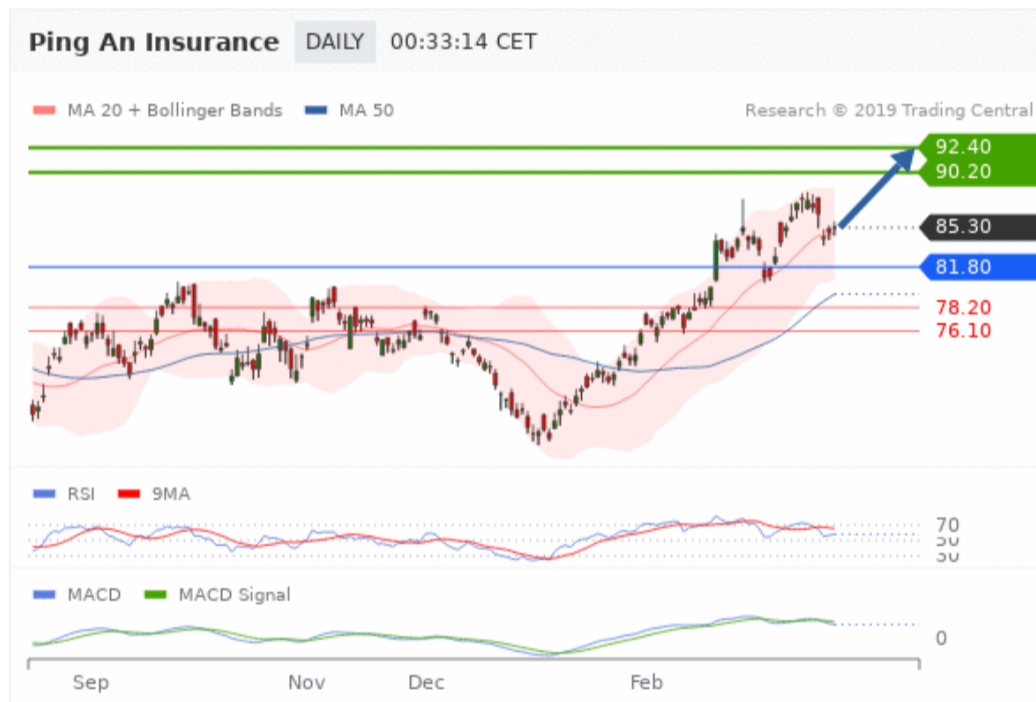 Ping An Insurance DAILY 00:33:14 CET
MA 20 + Bollinger Bands MA 50 Research © 2019 Trading Central
92.40
90.20
85.30
81.80
78.20
76.10
RSI 9MA
70
50
30
MACD MACD Signal
0
Sep Nov Dec Feb